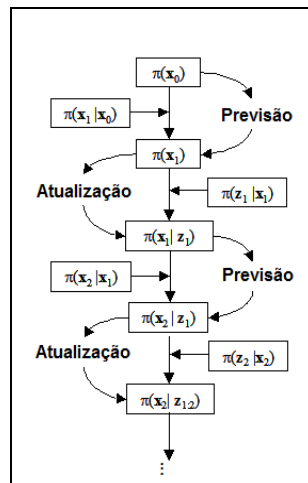 π(x₀)
π(x₁|x₀)
Previsão
π(x₁)
Atualização
π(z₁|x₁)
π(x₁|z₁)
π(x₂|x₁)
Previsão
π(x₂|z₁)
Atualização
π(z₂|x₂)
π(x₂|z₁:₂)
⋮